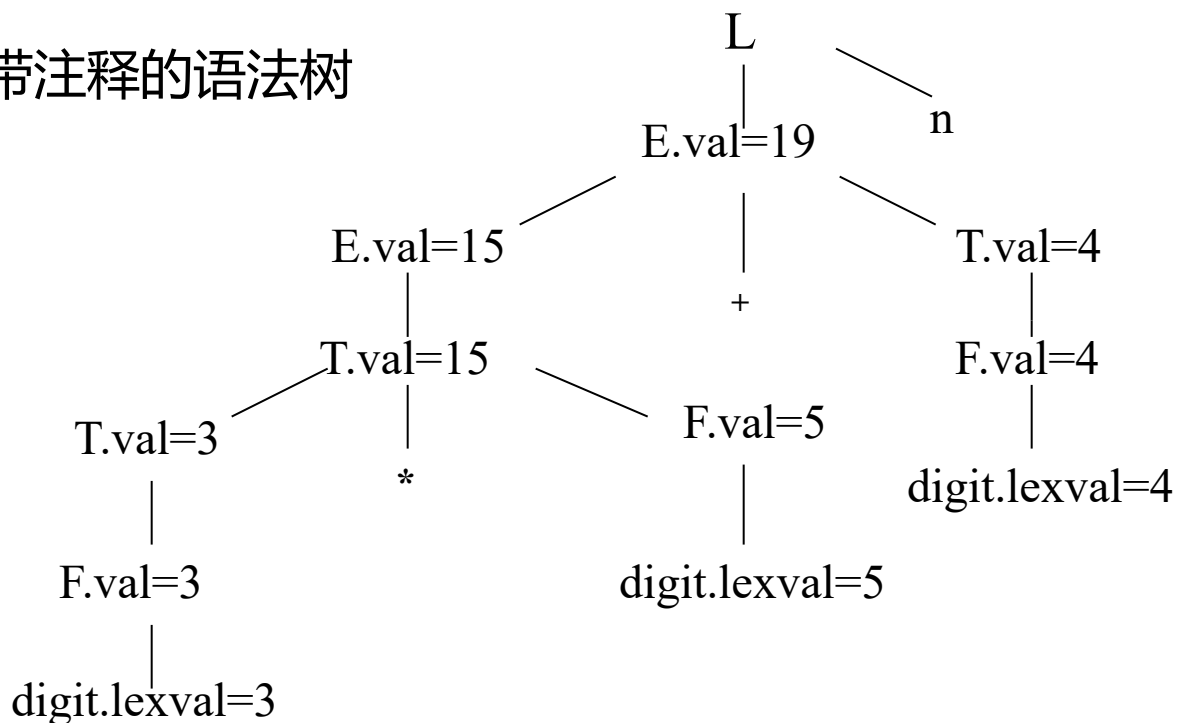 带注释的语法树
L
n
E.val=19
E.val=15
+
T.val=4
T.val=15
F.val=4
T.val=3
*
F.val=5
digit.lexval=4
F.val=3
digit.lexval=5
digit.lexval=3